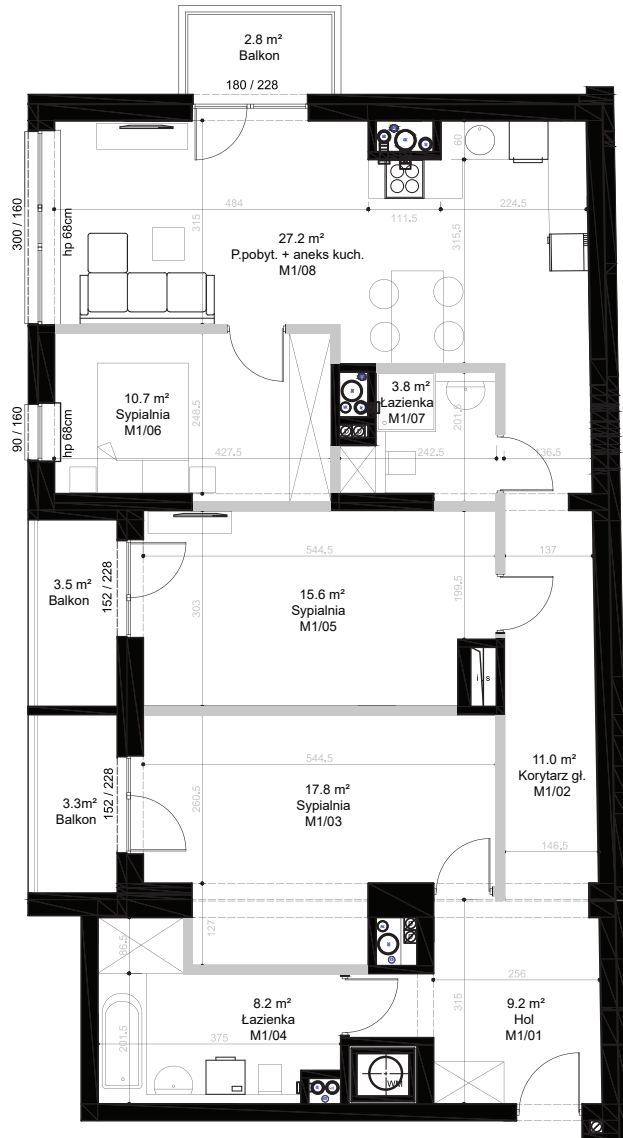 2.8 m²
Balkon
180 / 228
60
484
315
111.5
315.5
224.5
300 / 160
hp 68cm
27.2 m²
P.pobyt. + aneks kuch.
M1/08
10.7 m²
Sypialnia
M1/06
248.5
427.5
90 / 160
hp 68cm
3.8 m²
Łazienka
M1/07
201.5
242.5
136.5
3.5 m²
Balkon
152 / 228
544.5
303
15.6 m²
Sypialnia
M1/05
199.5
137
3.3m²
Balkon
152 / 228
544.5
260.5
17.8 m²
Sypialnia
M1/03
11.0 m²
Korytarz gł.
M1/02
146.5
127
86.5
201.5
8.2 m²
Łazienka
M1/04
375
315
256
9.2 m²
Hol
M1/01
WM